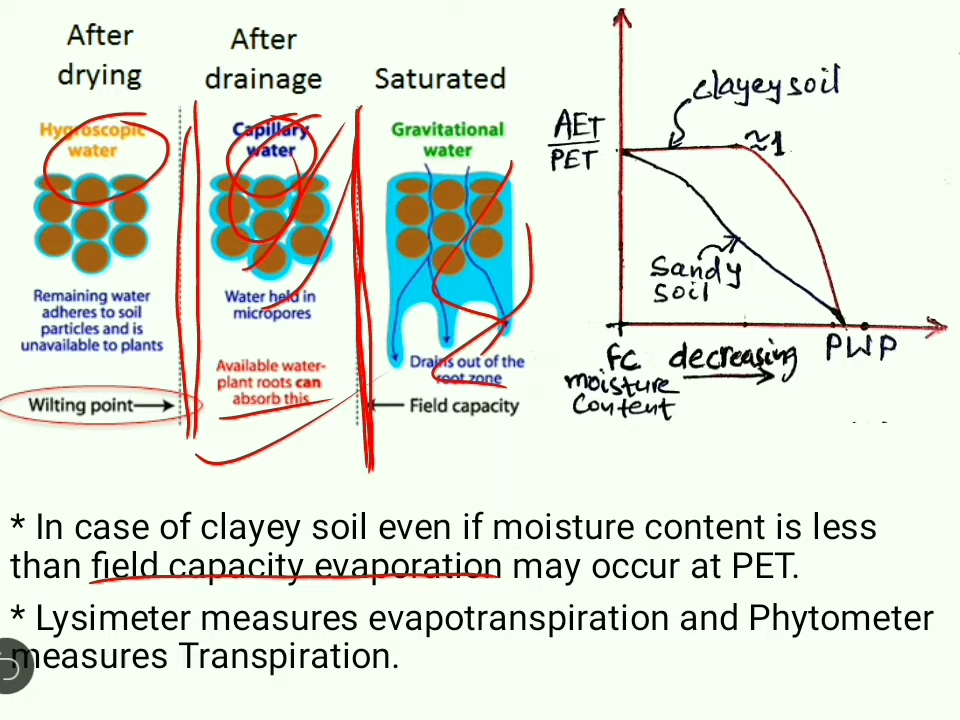 After
drying
Hygroscopic
water
Remaining water
adheres to soil
particles and is
unavailable to plants
Wilting point
After
drainage
Capillary
water
Water held in
micropores
Available water-
plant roots can
absorb this
Saturated
Gravitational
water
Drains out of the
root zone
Field capacity
AET
PET
clayey soil
≈1
Sandy
soil
FC decreasing PWP
moisture
Content
* In case of clayey soil even if moisture content is less
than field capacity evaporation may occur at PET.
* Lysimeter measures evapotranspiration and Phytometer
measures Transpiration.